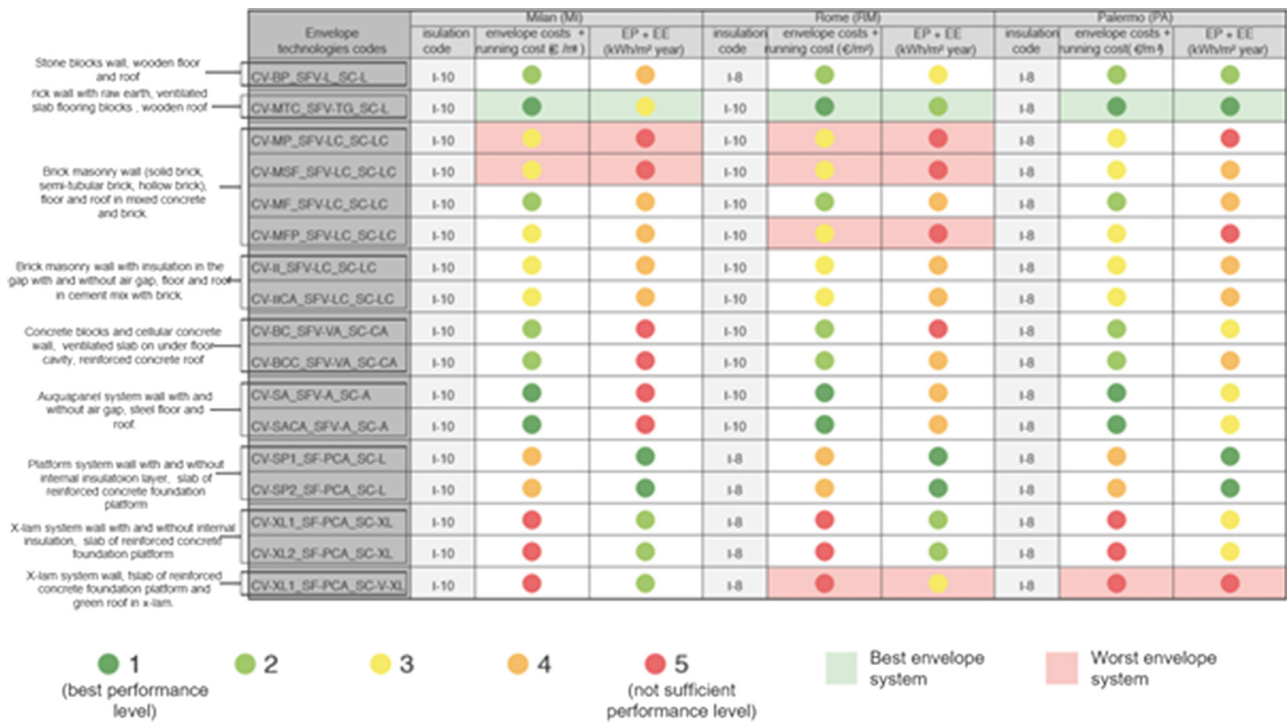 Envelope technologies codes
Milan (MI)
Rome (RM)
Palermo (PA)
insulation code
envelope costs + running cost (€ /m²)
EP + EE (kWh/m² year)
insulation code
envelope costs + running cost (€/m²)
EP + EE (kWh/m² year)
insulation code
envelope costs + running cost(€/m²)
EP + EE (kWh/m² year)
Stone blocks wall, wooden floor
and roof
CV-BP_SFV-L_SC-L I-10 I-8 I-8
rick wall with raw earth, ventilated
slab flooring blocks , wooden roof
CV-MTC_SFV-TG_SC-L I-10 I-10 I-8
Brick masonry wall (solid brick,
semi-tubular brick, hollow brick),
floor and roof in mixed concrete
and brick.
CV-MP_SFV-LC_SC-LC I-10 I-10 I-8
CV-MSF_SFV-LC_SC-LC I-10 I-10 I-8
CV-MF_SFV-LC_SC-LC I-10 I-10 I-8
CV-MFP_SFV-LC_SC-LC I-10 I-10 I-8
Brick masonry wall with insulation in the
gap with and without air gap, floor and roof
in cement mix with brick.
CV-II_SFV-LC_SC-LC I-10 I-10 I-8
CV-IICA_SFV-LC_SC-LC I-10 I-10 I-8
Concrete blocks and cellular concrete
wall, ventilated slab on under floor
cavity, reinforced concrete roof
CV-BC_SFV-VA_SC-CA I-10 I-10 I-8
CV-BCC_SFV-VA_SC-CA I-10 I-10 I-8
Auquapanel system wall with and
without air gap, steel floor and
roof.
CV-SA_SFV-A_SC-A I-10 I-10 I-8
CV-SACA_SFV-A_SC-A I-10 I-10 I-8
Platform system wall with and without
internal insulatoion layer, slab of
reinforced concrete foundation
platform
CV-SP1_SF-PCA_SC-L I-10 I-8 I-8
CV-SP2_SF-PCA_SC-L I-10 I-8 I-8
X-lam system wall with and without internal
insulation, slab of reinforced concrete
foundation platform
CV-XL1_SF-PCA_SC-XL I-10 I-8 I-8
CV-XL2_SF-PCA_SC-XL I-10 I-8 I-8
X-lam system wall, fslab of reinforced
concrete foundation platform and
green roof in x-lam.
CV-XL1_SF-PCA_SC-V-XL I-10 I-8 I-8
1
(best performance
level)
2
3
4
5
(not sufficient
performance level)
Best envelope
system
Worst envelope
system